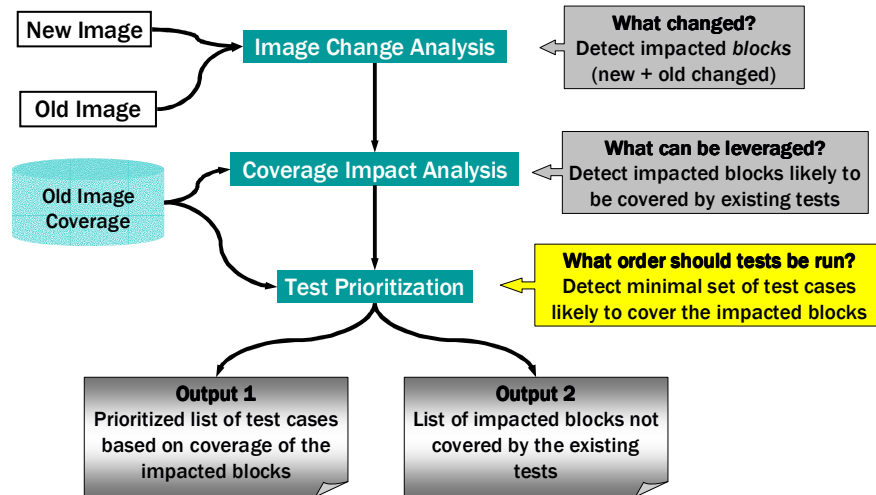 New Image
Image Change Analysis
What changed?
Detect impacted blocks
(new + old changed)
Old Image
Old Image
Coverage
Coverage Impact Analysis
What can be leveraged?
Detect impacted blocks likely to
be covered by existing tests
Test Prioritization
What order should tests be run?
Detect minimal set of test cases
likely to cover the impacted blocks
Output 1
Prioritized list of test cases
based on coverage of the
impacted blocks
Output 2
List of impacted blocks not
covered by the existing
tests